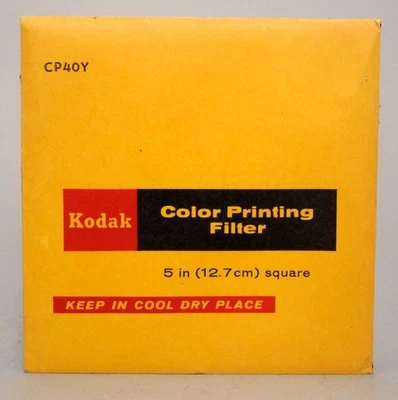 CP40Y
Kodak
Color Printing
Filter
5 in (12.7cm) square
KEEP IN COOL DRY PLACE